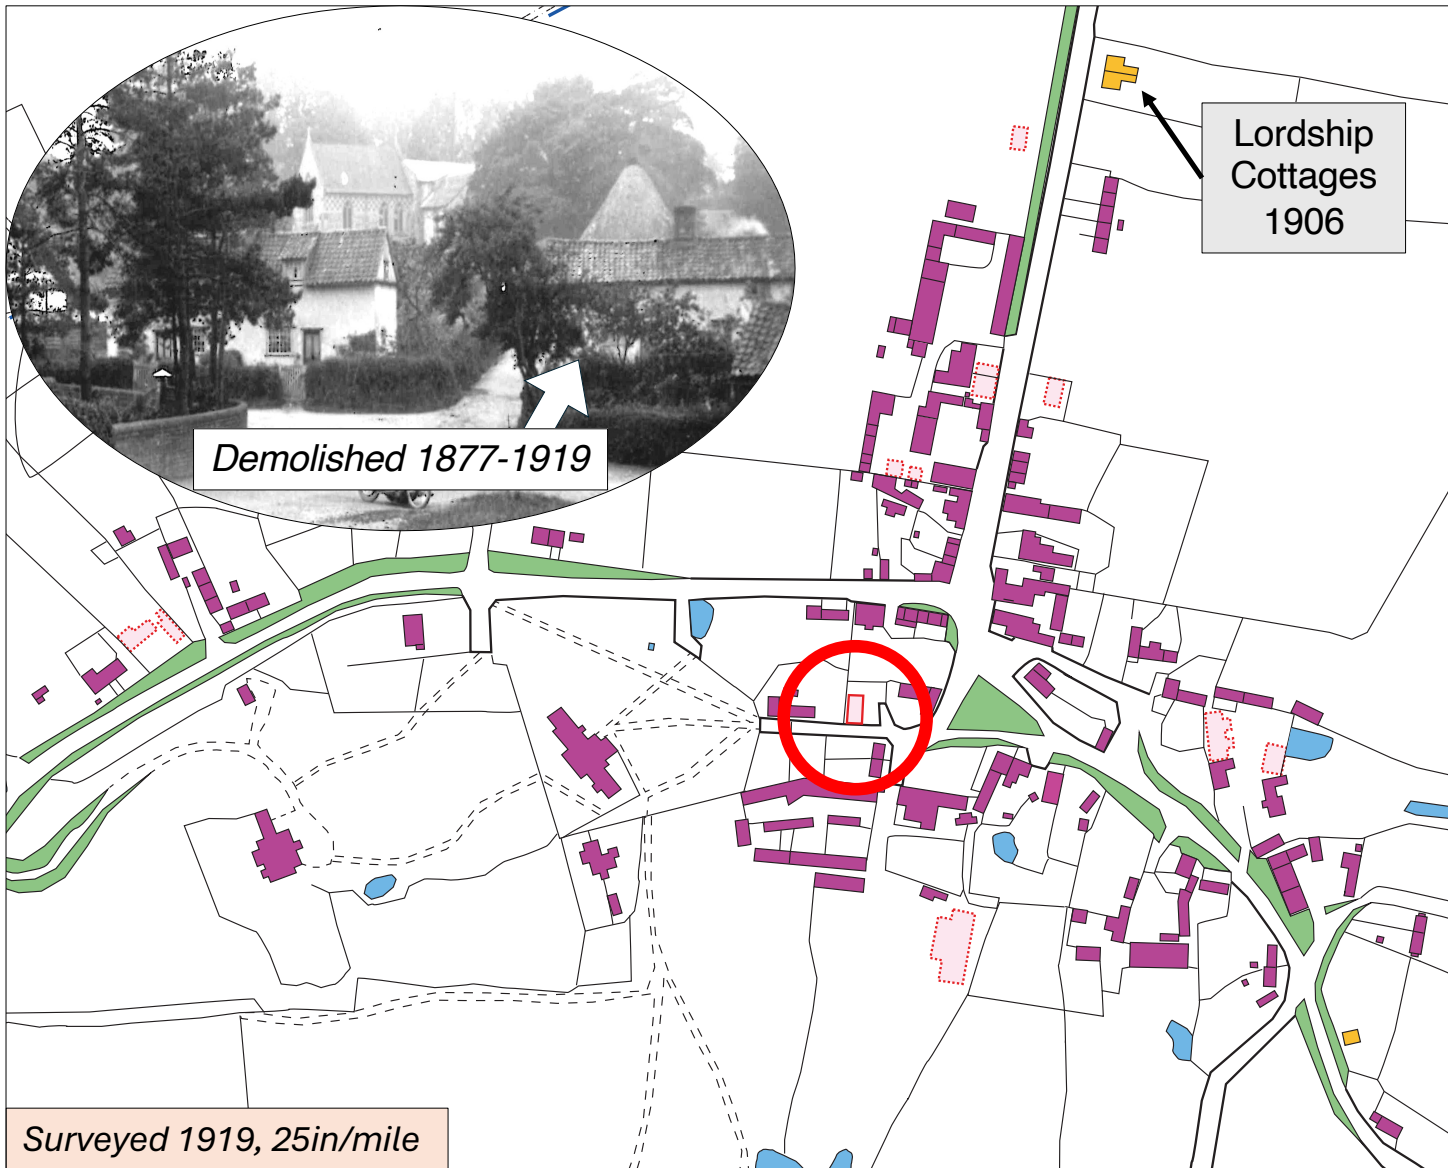 Lordship
Cottages
1906
Demolished 1877-1919
Surveyed 1919, 25in/mile